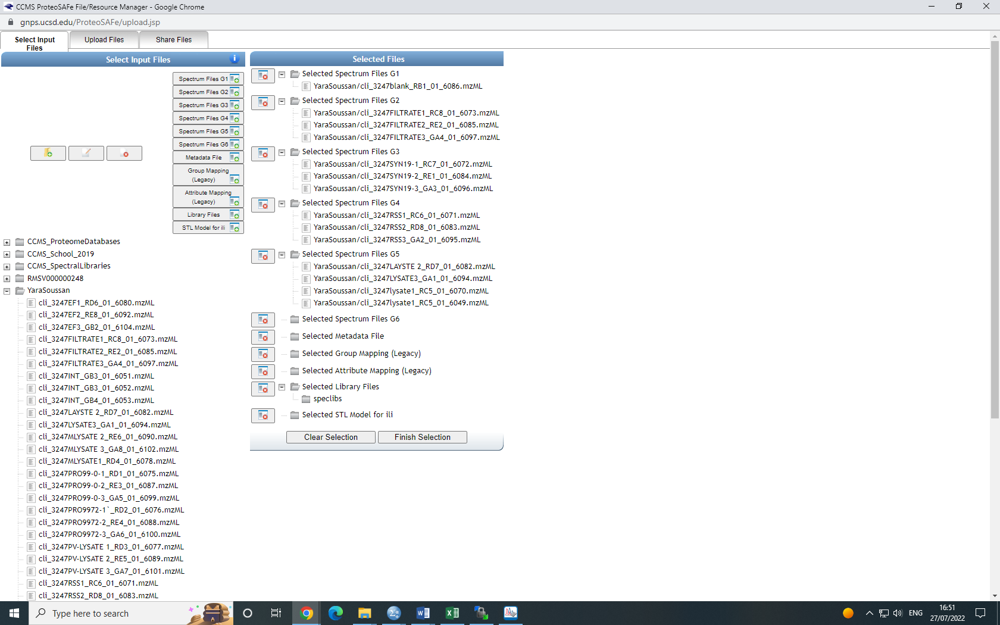 CCMS ProteoSAFe File/Resource Manager - Google Chrome
gnps.ucsd.edu/ProteoSAFe/upload.jsp
Select Input Files
Upload Files
Share Files
Select Input Files
i
Spectrum Files G1
Spectrum Files G2
Spectrum Files G3
Spectrum Files G4
Spectrum Files G5
Spectrum Files G6
Metadata File
Group Mapping
(Legacy)
Attribute Mapping
(Legacy)
Library Files
STL Model for ili
CCMS_ProteomeDatabases
CCMS_School_2019
CCMS_SpectralLibraries
RMSV000000248
YaraSoussan
cli_3247EF1_RD6_01_6080.mzML
cli_3247EF2_RE8_01_6092.mzML
cli_3247EF3_GB2_01_6104.mzML
cli_3247FILTRATE1_RC8_01_6073.mzML
cli_3247FILTRATE2_RE2_01_6085.mzML
cli_3247FILTRATE3_GA4_01_6097.mzML
cli_3247INT_GB3_01_6051.mzML
cli_3247INT_GB3_01_6052.mzML
cli_3247INT_GB4_01_6053.mzML
cli_3247LAYSTE 2_RD7_01_6082.mzML
cli_3247LYSATE3_GA1_01_6094.mzML
cli_3247MLYSATE 2_RE6_01_6090.mzML
cli_3247MLYSATE 3_GA8_01_6102.mzML
cli_3247MLYSATE1_RD4_01_6078.mzML
cli_3247PRO99-0-1_RD1_01_6075.mzML
cli_3247PRO99-0-2_RE3_01_6087.mzML
cli_3247PRO99-0-3_GA5_01_6099.mzML
cli_3247PRO9972-1`_RD2_01_6076.mzML
cli_3247PRO9972-2_RE4_01_6088.mzML
cli_3247PRO9972-3_GA6_01_6100.mzML
cli_3247PV-LYSATE 1_RD3_01_6077.mzML
cli_3247PV-LYSATE 2_RE5_01_6089.mzML
cli_3247PV-LYSATE 3_GA7_01_6101.mzML
cli_3247RSS1_RC6_01_6071.mzML
cli_3247RSS2_RD8_01_6083.mzML
Selected Files
Selected Spectrum Files G1
YaraSoussan/cli_3247blank_RB1_01_6086.mzML
Selected Spectrum Files G2
YaraSoussan/cli_3247FILTRATE1_RC8_01_6073.mzML
YaraSoussan/cli_3247FILTRATE2_RE2_01_6085.mzML
YaraSoussan/cli_3247FILTRATE3_GA4_01_6097.mzML
Selected Spectrum Files G3
YaraSoussan/cli_3247SYN19-1_RC7_01_6072.mzML
YaraSoussan/cli_3247SYN19-2_RE1_01_6084.mzML
YaraSoussan/cli_3247SYN19-3_GA3_01_6096.mzML
Selected Spectrum Files G4
YaraSoussan/cli_3247RSS1_RC6_01_6071.mzML
YaraSoussan/cli_3247RSS2_RD8_01_6083.mzML
YaraSoussan/cli_3247RSS3_GA2_01_6095.mzML
Selected Spectrum Files G5
YaraSoussan/cli_3247LAYSTE 2_RD7_01_6082.mzML
YaraSoussan/cli_3247LYSATE3_GA1_01_6094.mzML
YaraSoussan/cli_3247lysate1_RC5_01_6070.mzML
YaraSoussan/cli_3247lysate1_RC5_01_6049.mzML
Selected Spectrum Files G6
Selected Metadata File
Selected Group Mapping (Legacy)
Selected Attribute Mapping (Legacy)
Selected Library Files
speclibs
Selected STL Model for ili
Clear Selection
Finish Selection
Type here to search
ENG
16:51
27/07/2022